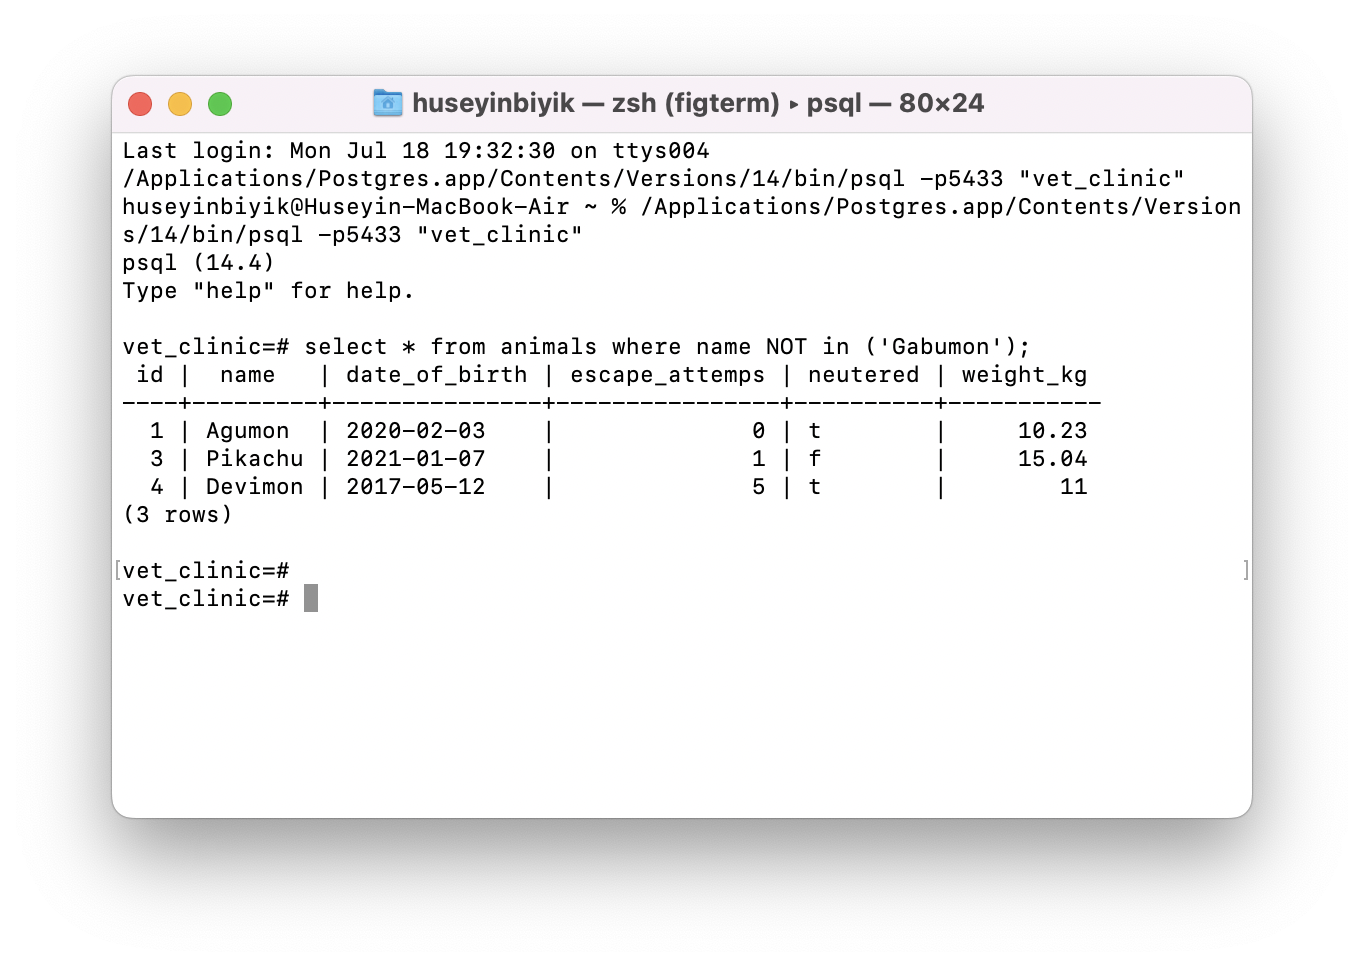 huseyinbiyik — zsh (figterm) ▸ psql — 80×24
Last login: Mon Jul 18 19:32:30 on ttys004
/Applications/Postgres.app/Contents/Versions/14/bin/psql -p5433 "vet_clinic"
huseyinbiyik@Huseyin-MacBook-Air ~ % /Applications/Postgres.app/Contents/Version
s/14/bin/psql -p5433 "vet_clinic"
psql (14.4)
Type "help" for help.

vet_clinic=# select * from animals where name NOT in ('Gabumon');
 id |  name   | date_of_birth | escape_attemps | neutered | weight_kg
----+---------+---------------+----------------+----------+-----------
  1 | Agumon  | 2020-02-03    |              0 | t        |     10.23
  3 | Pikachu | 2021-01-07    |              1 | f        |     15.04
  4 | Devimon | 2017-05-12    |              5 | t        |        11
(3 rows)

[vet_clinic=# ]
vet_clinic=#